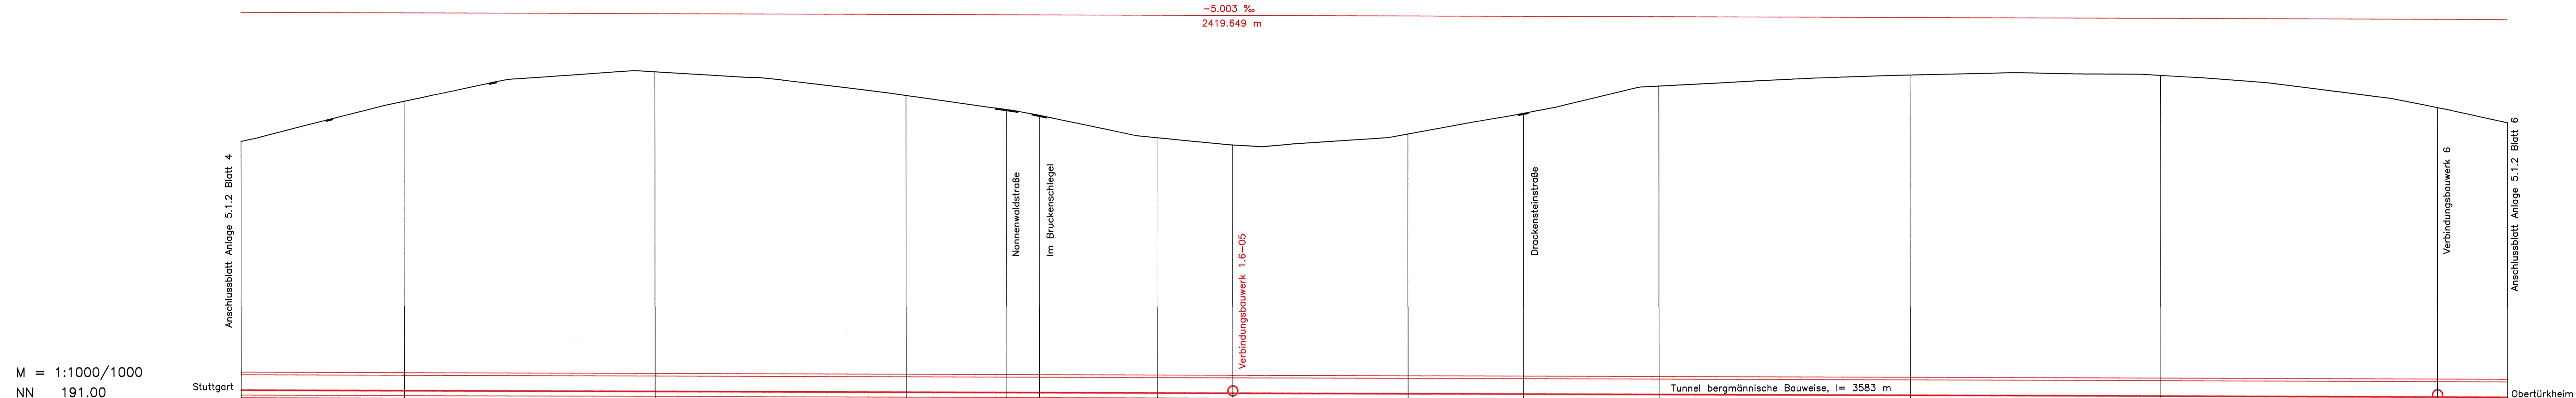 -5.003 ‰
2419.649 m
Anschlussblatt Anlage 5.1.2 Blatt 4
Nonnenwaldstraße
Im Bruckenschlegel
Verbindungsbauwerk 1.6-05
Drackensteinstraße
Verbindungsbauwerk 6
Anschlussblatt Anlage 5.1.2 Blatt 6
M = 1:1000/1000
NN 191.00
Stuttgart
Tunnel bergmännische Bauweise, l= 3583 m
Obertürkheim